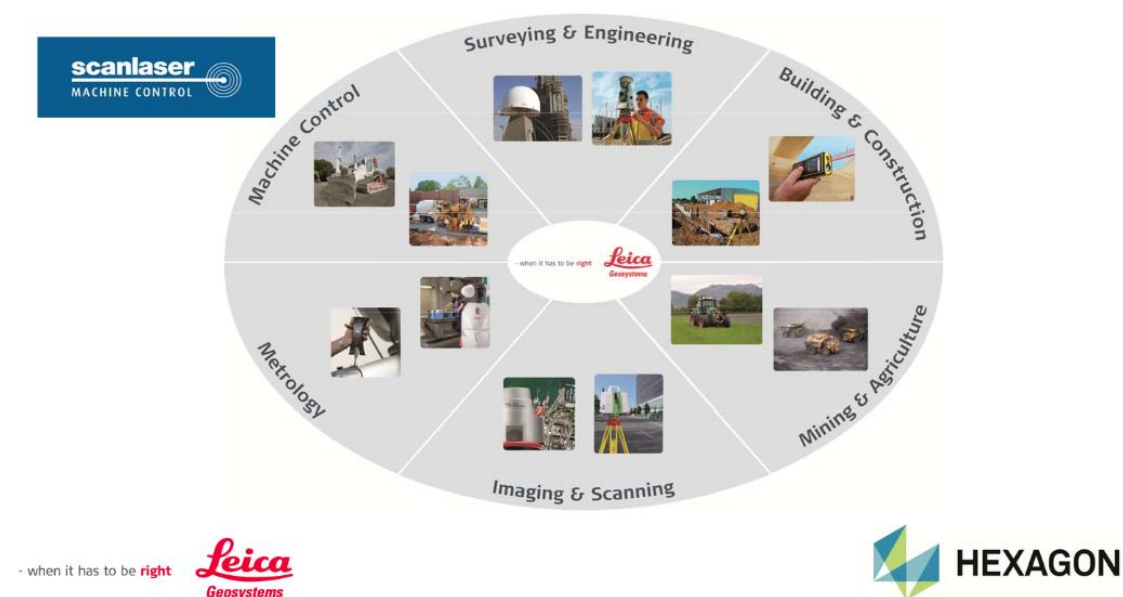 scanlaser
MACHINE CONTROL
Surveying & Engineering
Building & Construction
Machine Control
- when it has to be right Leica
Geosystems
Metrology
Mining & Agriculture
Imaging & Scanning
- when it has to be right Leica
Geosystems
HEXAGON